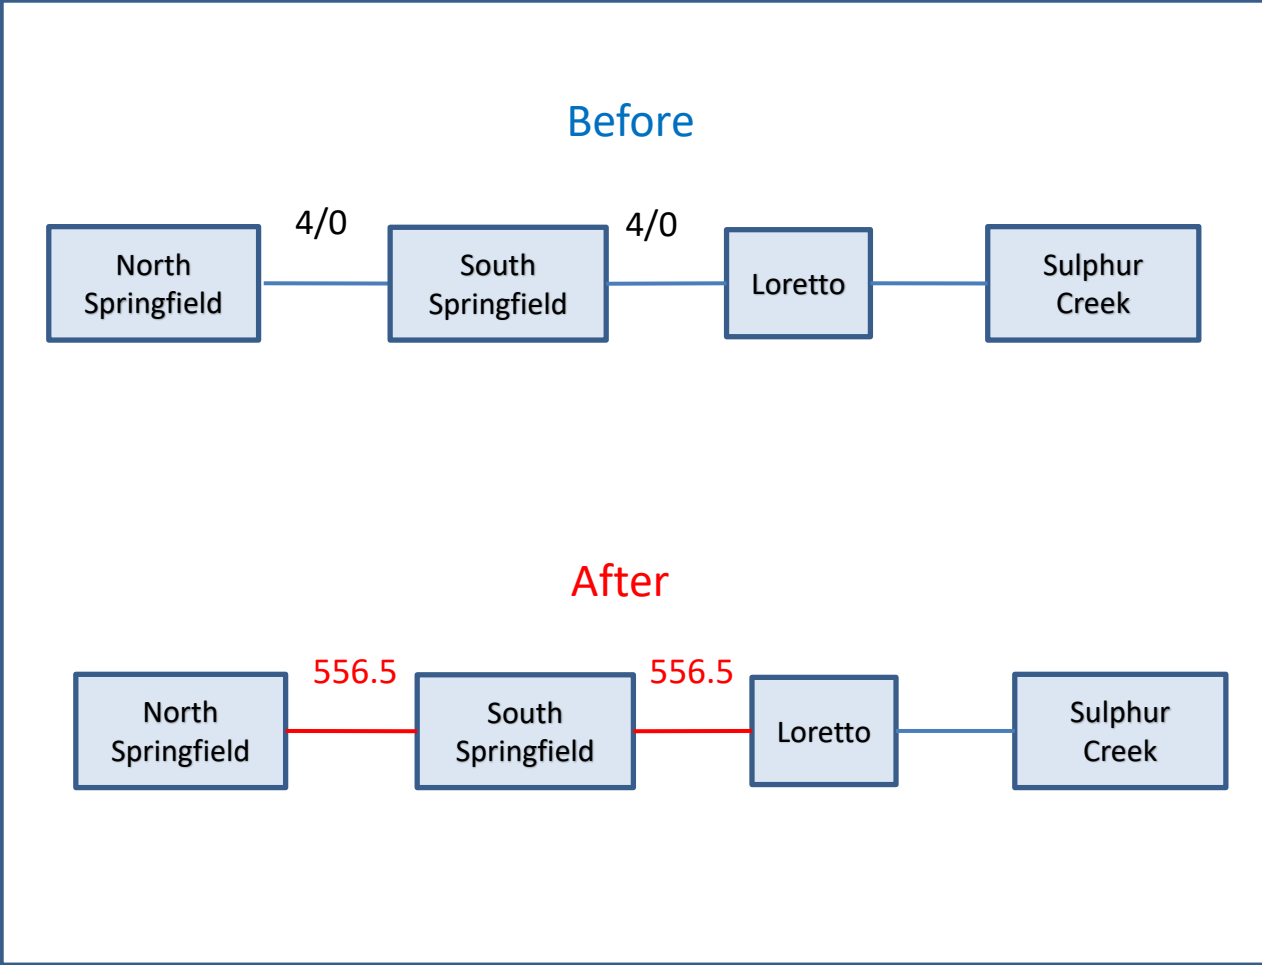 Before
4/0
4/0
North
Springfield
South
Springfield
Loretto
Sulphur
Creek
After
556.5
556.5
North
Springfield
South
Springfield
Loretto
Sulphur
Creek